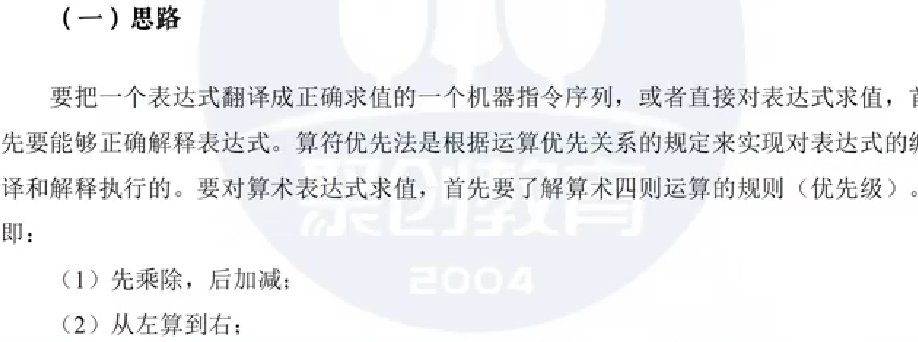 （一）思路
要把一个表达式翻译成正确求值的一个机器指令序列，或者直接对表达式求值，首
先要能够正确解释表达式。算符优先法是根据运算优先关系的规定来实现对表达式的编
译和解释执行的。要对算术表达式求值，首先要了解算术四则运算的规则（优先级）。
即：
聚创教育
2004
（1）先乘除，后加减；
（2）从左算到右；